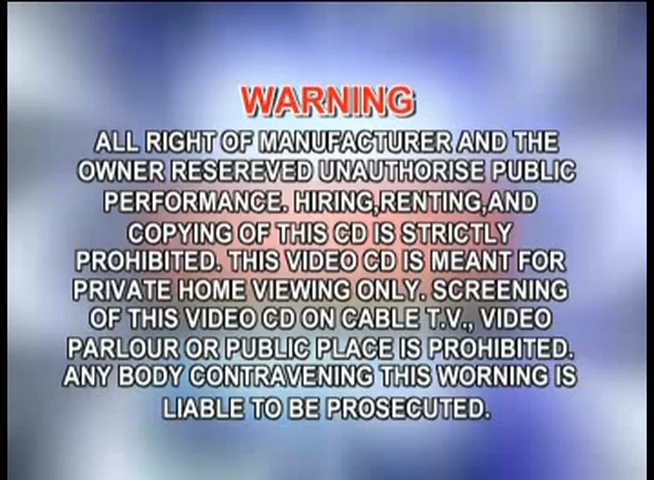 WARNING
ALL RIGHT OF MANUFACTURER AND THE
OWNER RESEREVED UNAUTHORISE PUBLIC
PERFORMANCE. HIRING,RENTING,AND
COPYING OF THIS CD IS STRICTLY
PROHIBITED. THIS VIDEO CD IS MEANT FOR
PRIVATE HOME VIEWING ONLY. SCREENING
OF THIS VIDEO CD ON CABLE T.V., VIDEO
PARLOUR OR PUBLIC PLACE IS PROHIBITED.
ANY BODY CONTRAVENING THIS WORNING IS
LIABLE TO BE PROSECUTED.